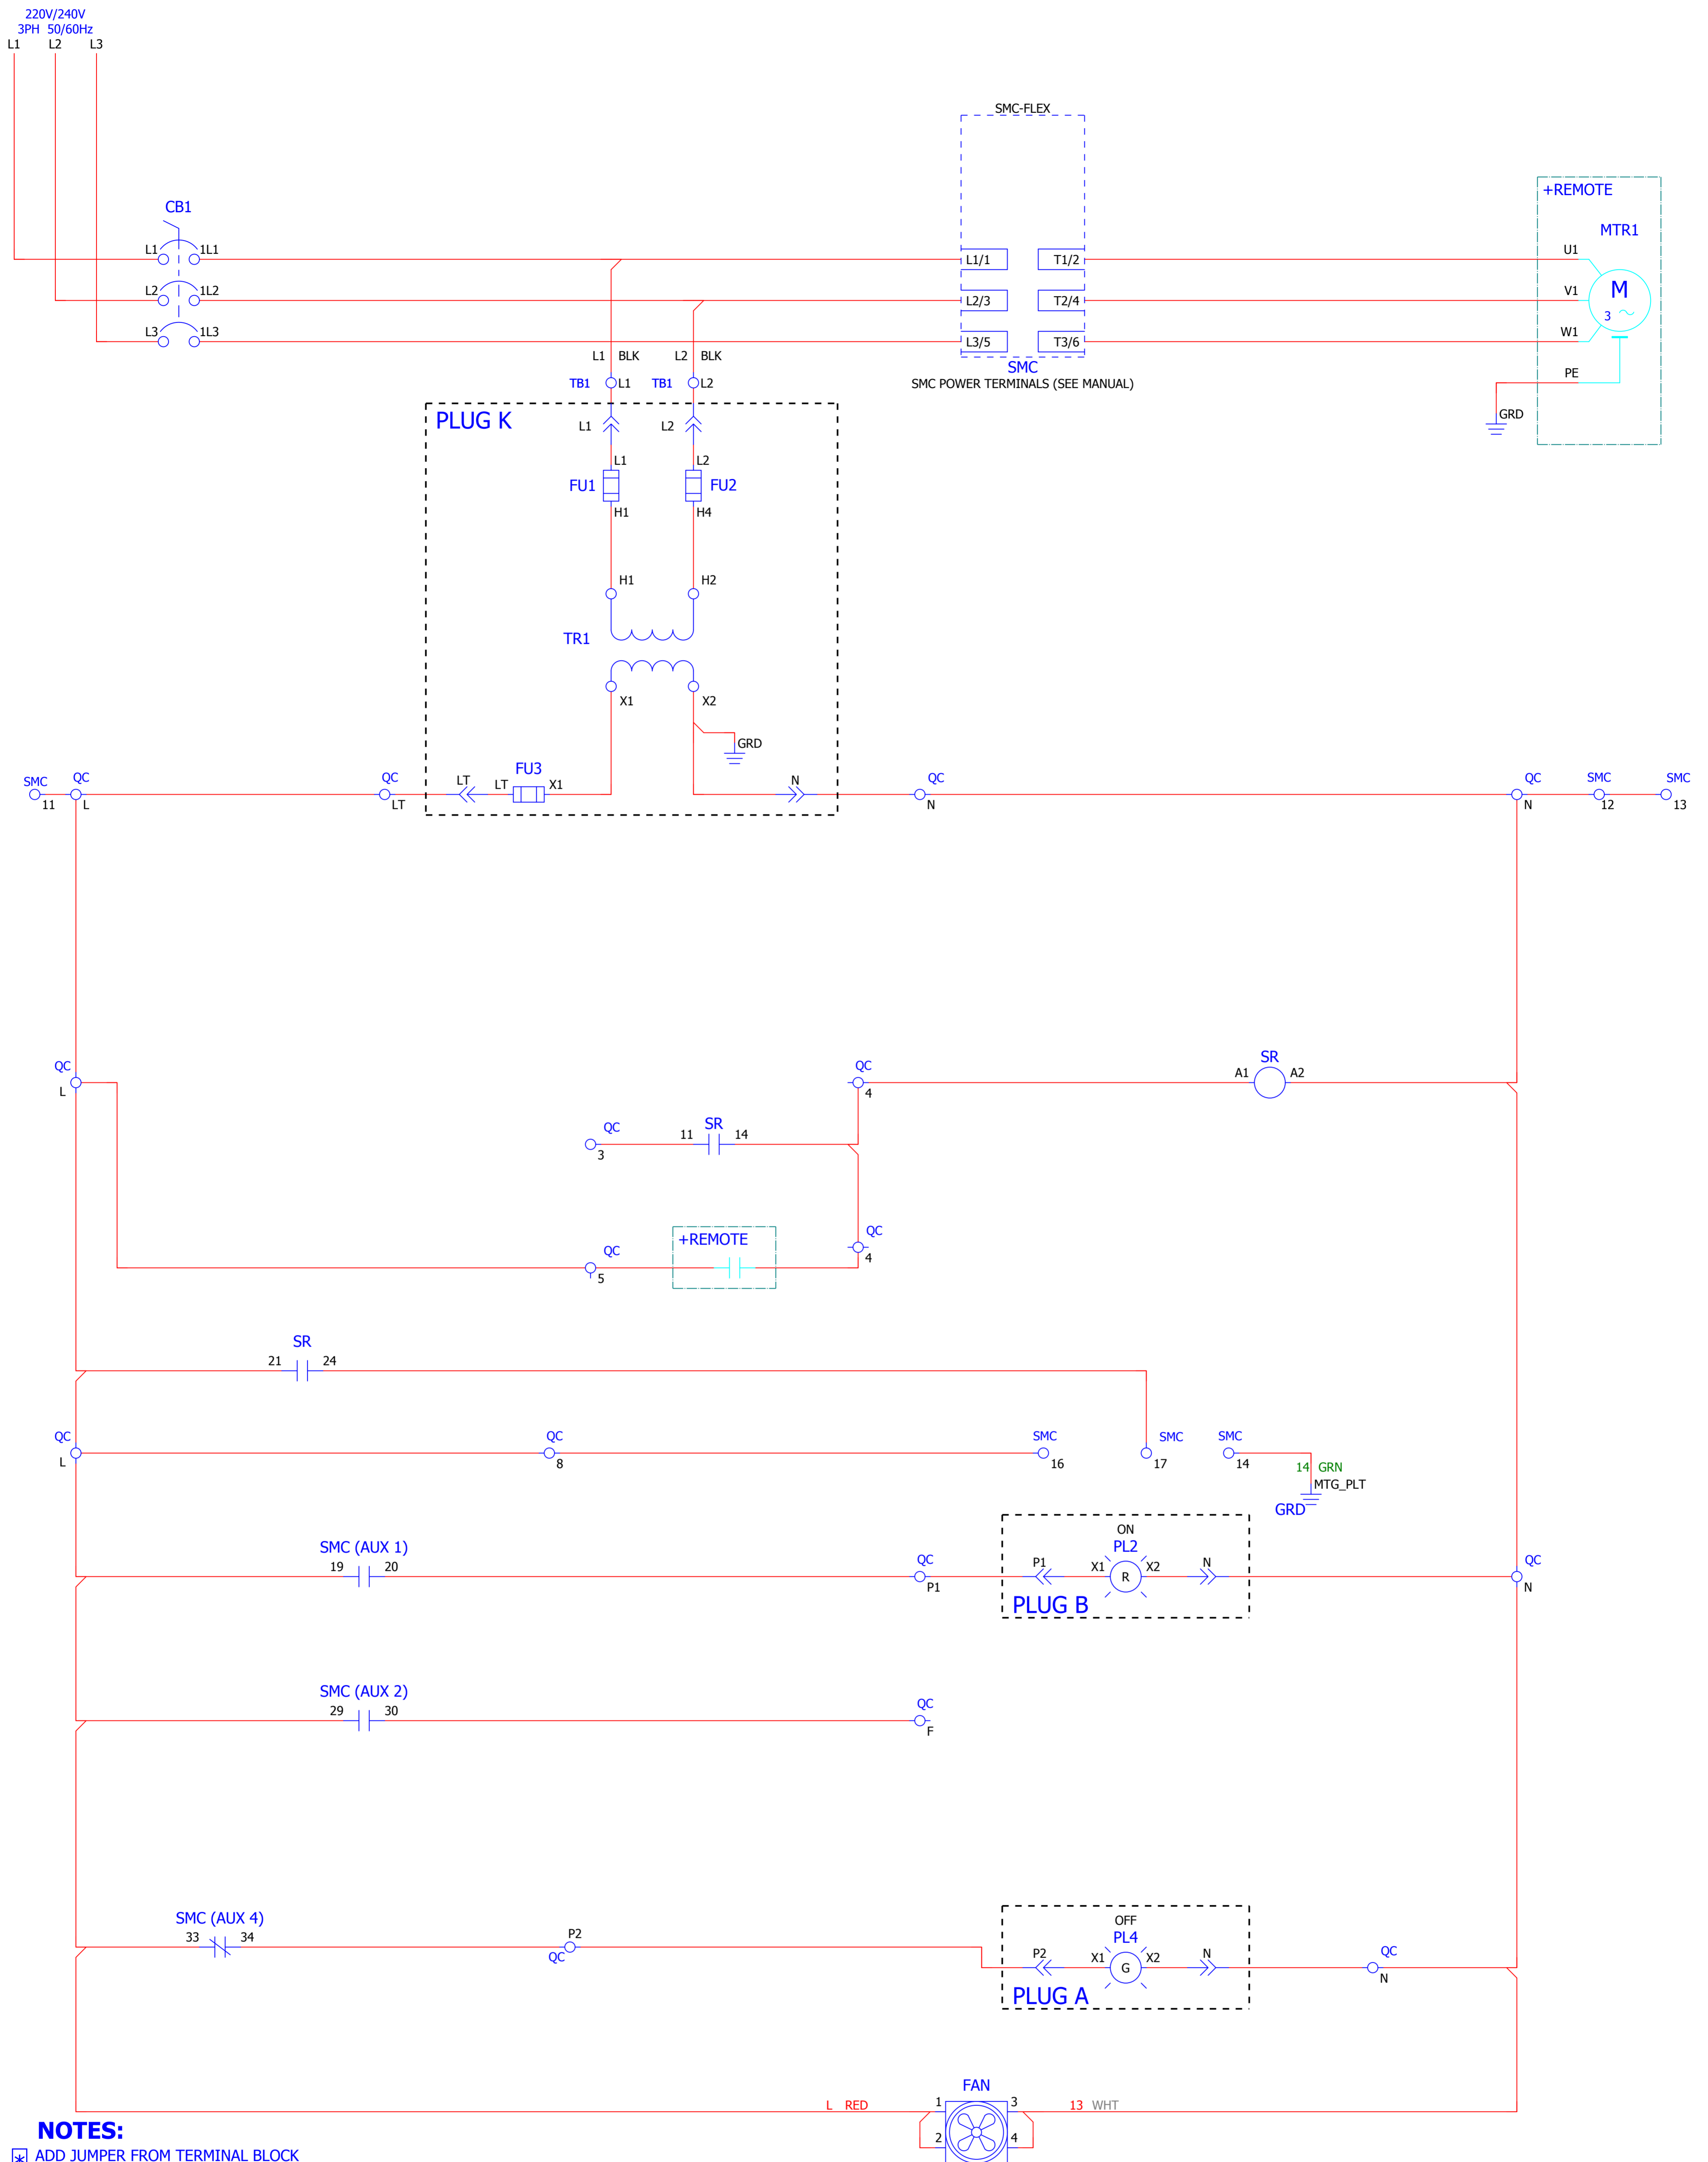 220V/240V
3PH 50/60Hz
L1 L2 L3
SMC-FLEX
+REMOTE
CB1
MTR1
L1 1L1 L1/1 T1/2 U1
L2 1L2 L2/3 T2/4 V1
M
3
L3 1L3 L3/5 T3/6 W1
L1 BLK L2 BLK
SMC
TB1 L1 TB1 L2
SMC POWER TERMINALS (SEE MANUAL)
PE
PLUG K
L1 L2
GRD
L1 L2
FU1 FU2
H1 H4
H1 H2
TR1
X1 X2
GRD
FU3
SMC QC QC LT LT X1 N QC QC SMC SMC
11 L LT N N 12 13
QC QC SR
L 4 A1 A2
QC SR
3 11 14
+REMOTE
QC QC
5 4
SR
21 24
QC QC SMC SMC SMC
L 8 16 17 14
14 GRN
MTG_PLT
GRD
ON
SMC (AUX 1) PL2
19 20 QC P1 X1 R X2 N QC
P1 N
PLUG B
SMC (AUX 2)
29 30 QC
F
SMC (AUX 4) OFF
33 34 P2 PL4
QC P2 X1 G X2 N QC
N
PLUG A
FAN
L RED 1 3 13 WHT
NOTES:
2 4
* ADD JUMPER FROM TERMINAL BLOCK